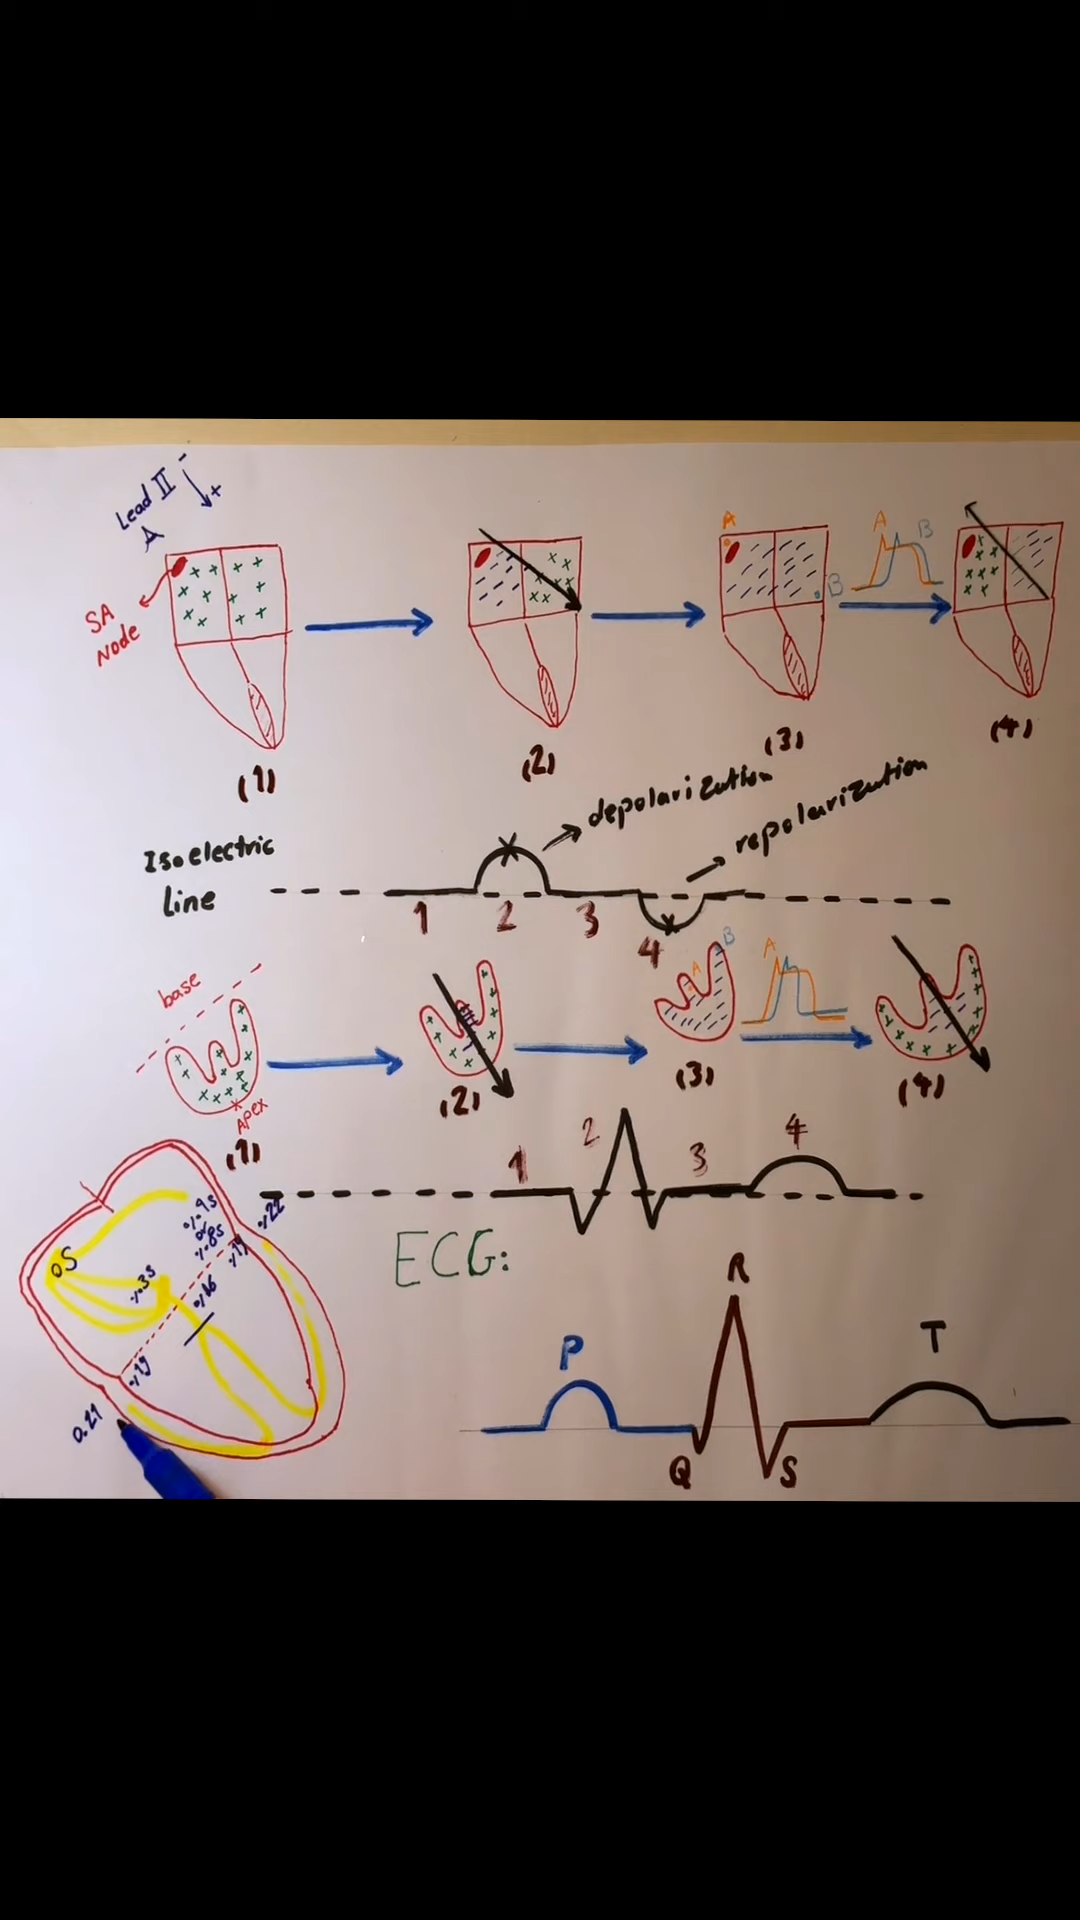 Lead II - +
SA
Node
A B
A B
(1)
(2)
(3)
(4)
depolarization
repolarization
Isoelectric
Line
1 2 3 4
base
Apex
A B
A B
(1)
(2)
(3)
(4)
1 2 3 4
ECG:
0S
0.21
P
Q
R
S
T